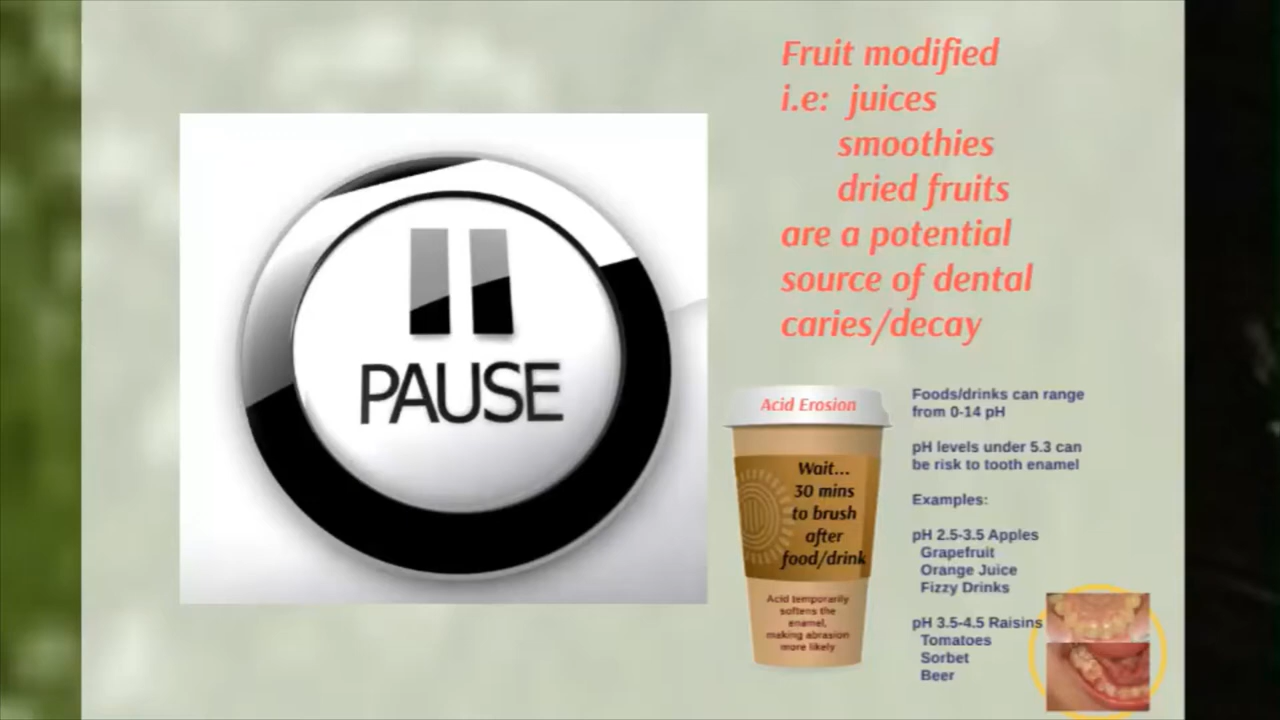 Fruit modified
i.e: juices
smoothies
dried fruits
are a potential
source of dental
caries/decay
PAUSE
Acid Erosion
Wait...
30 mins
to brush
after
food/drink
Acid temporarily
softens the
enamel,
making abrasion
more likely
Foods/drinks can range
from 0-14 pH
pH levels under 5.3 can
be risk to tooth enamel
Examples:
pH 2.5-3.5 Apples
Grapefruit
Orange Juice
Fizzy Drinks
pH 3.5-4.5 Raisins
Tomatoes
Sorbet
Beer